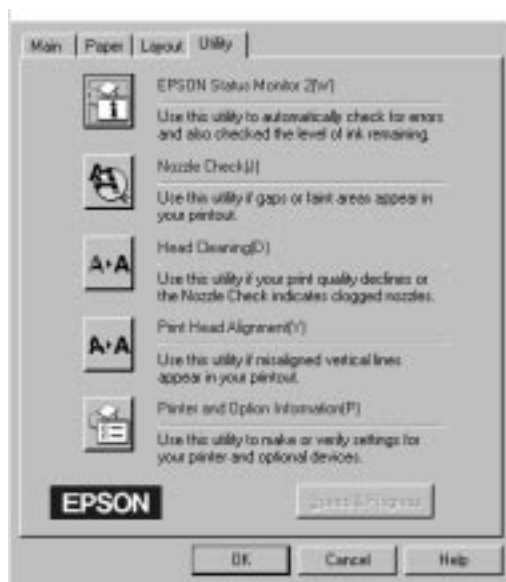 Main Paper Layout Utility
EPSON Status Monitor 2(W)
Use this utility to automatically check for errors
and also checked the level of ink remaining.
Nozzle Check(J)
Use this utility if gaps or faint areas appear in
your printout.
Head Cleaning(D)
Use this utility if your print quality declines or
the Nozzle Check indicates clogged nozzles.
Print Head Alignment(Y)
Use this utility if misaligned vertical lines
appear in your printout.
Printer and Option Information(P)
Use this utility to make or verify settings for
your printer and optional devices.
EPSON
Speed & Progress
OK Cancel Help